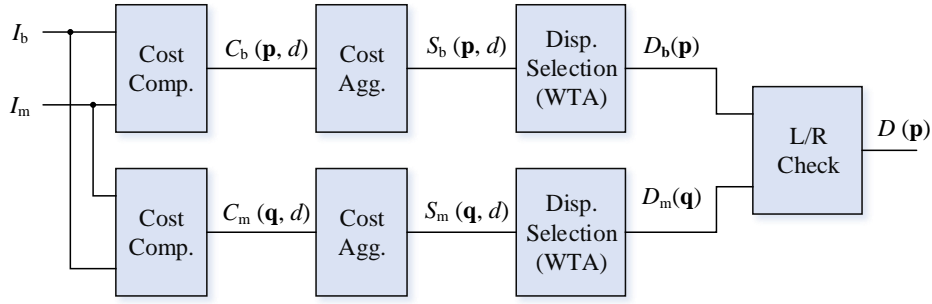 I_b
I_m
Cost
Comp.
C_b (p, d)
Cost
Agg.
S_b (p, d)
Disp.
Selection
(WTA)
D_b(p)
L/R
Check
D (p)
Cost
Comp.
C_m (q, d)
Cost
Agg.
S_m (q, d)
Disp.
Selection
(WTA)
D_m(q)